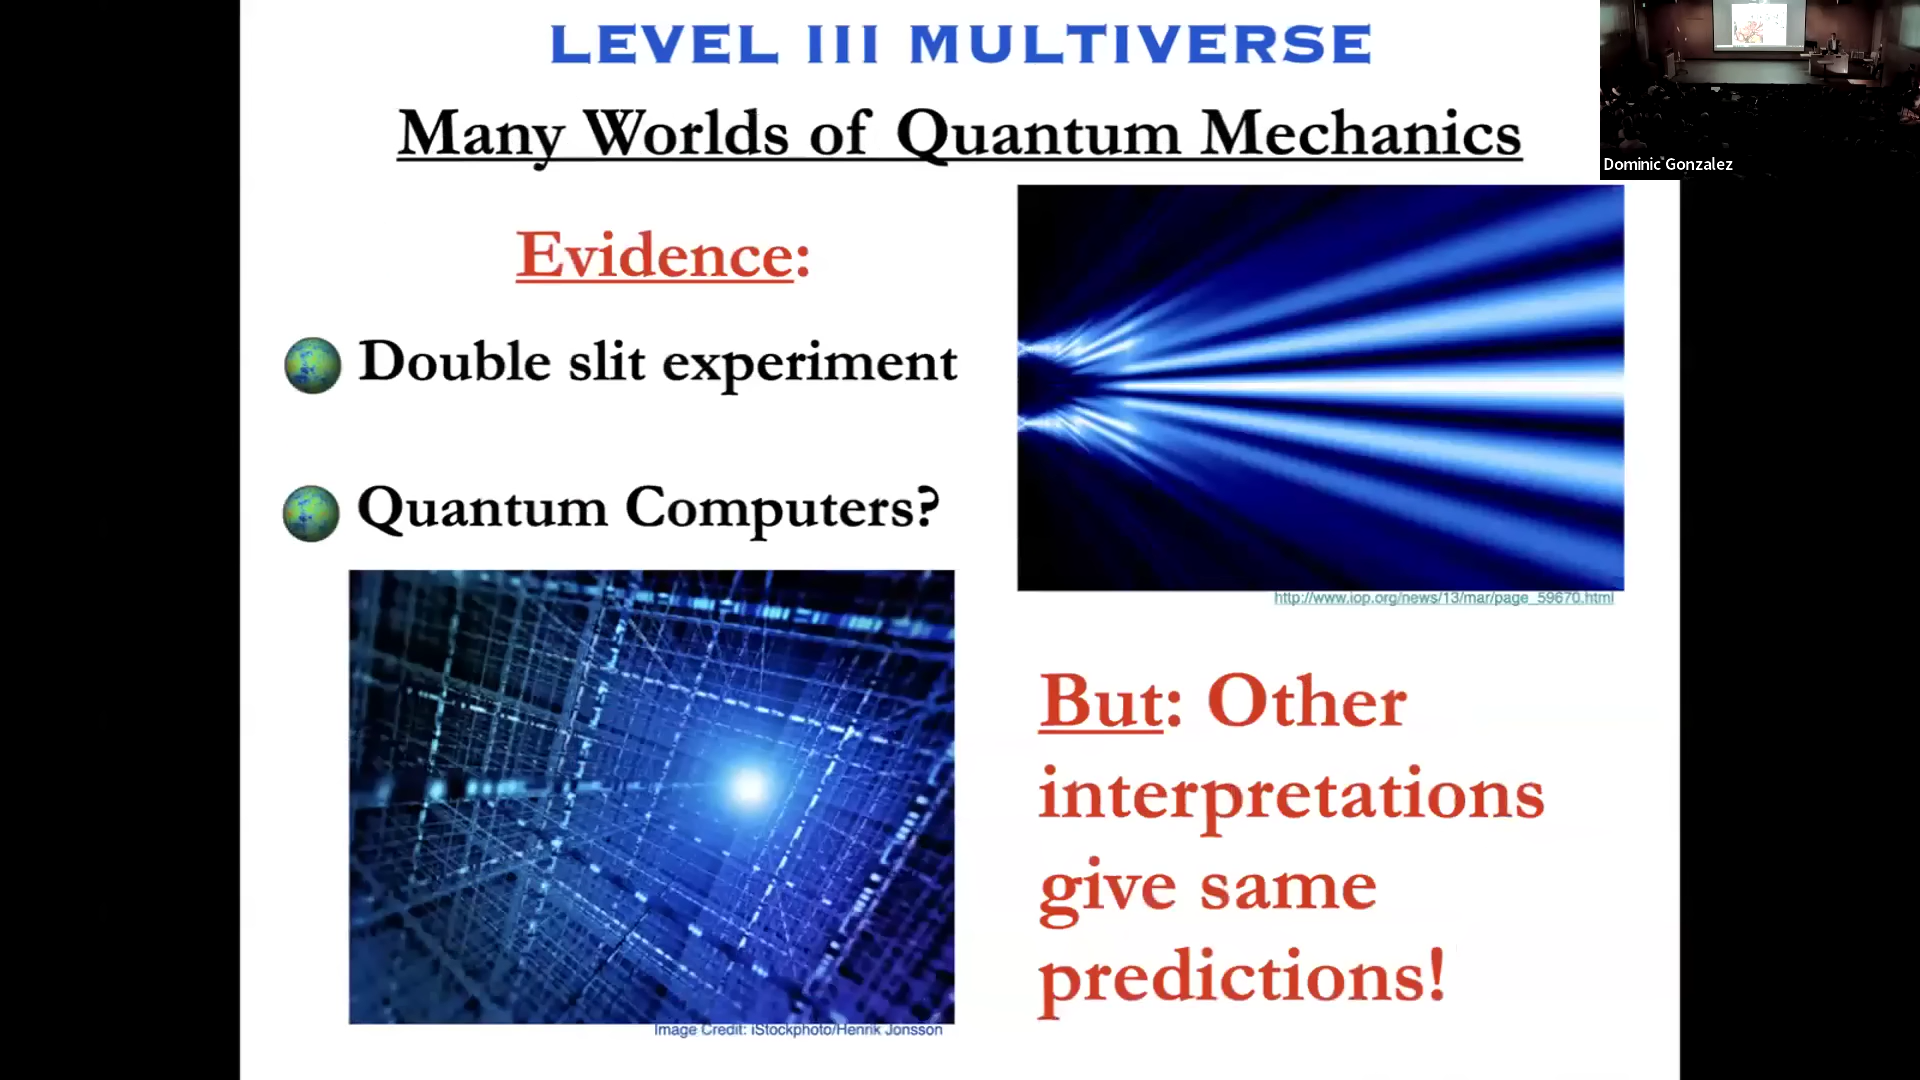 LEVEL III MULTIVERSE
Many Worlds of Quantum Mechanics
Dominic Gonzalez
Evidence:
Double slit experiment
Quantum Computers?
http://www.iop.org/news/13/mar/page_59670.html
But: Other
interpretations
give same
predictions!
Image Credit: iStockphoto/Henrik Jonsson